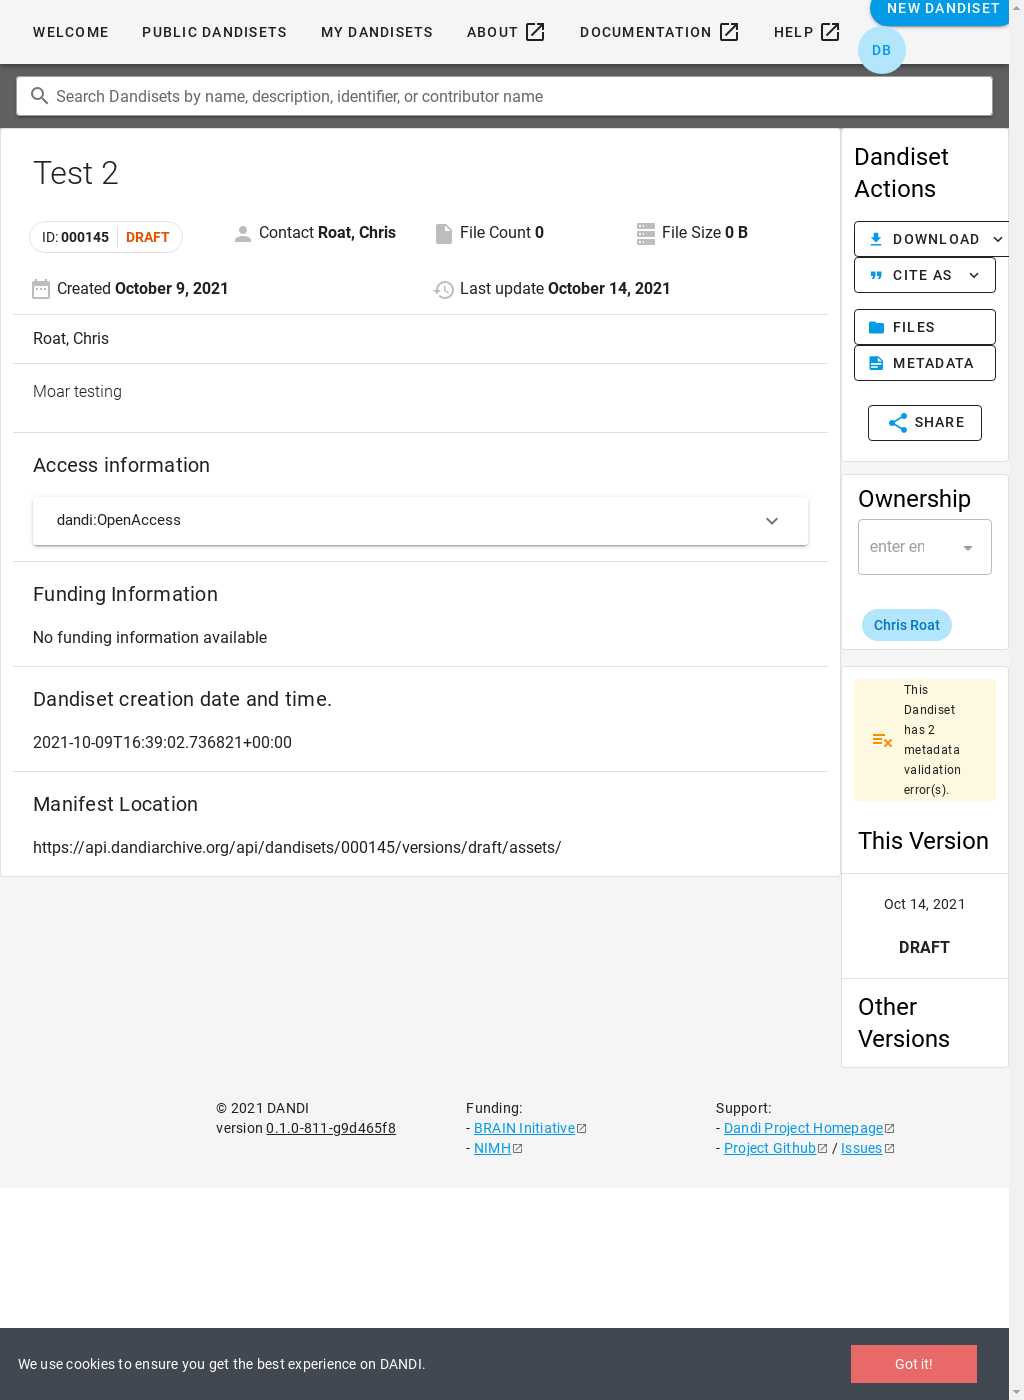 WELCOME
PUBLIC DANDISETS
MY DANDISETS
ABOUT
DOCUMENTATION
HELP
NEW DANDISET
DB
Search Dandisets by name, description, identifier, or contributor name
Test 2
ID: 000145 DRAFT
Contact Roat, Chris
File Count 0
File Size 0 B
Created October 9, 2021
Last update October 14, 2021
Roat, Chris
Moar testing
Access information
dandi:OpenAccess
Funding Information
No funding information available
Dandiset creation date and time.
2021-10-09T16:39:02.736821+00:00
Manifest Location
https://api.dandiarchive.org/api/dandisets/000145/versions/draft/assets/
Dandiset
Actions
DOWNLOAD
CITE AS
FILES
METADATA
SHARE
Ownership
enter en
Chris Roat
This
Dandiset
has 2
metadata
validation
error(s).
This Version
Oct 14, 2021
DRAFT
Other
Versions
© 2021 DANDI
version 0.1.0-811-g9d465f8
Funding:
- BRAIN Initiative
- NIMH
Support:
- Dandi Project Homepage
- Project Github / Issues
We use cookies to ensure you get the best experience on DANDI.
Got it!